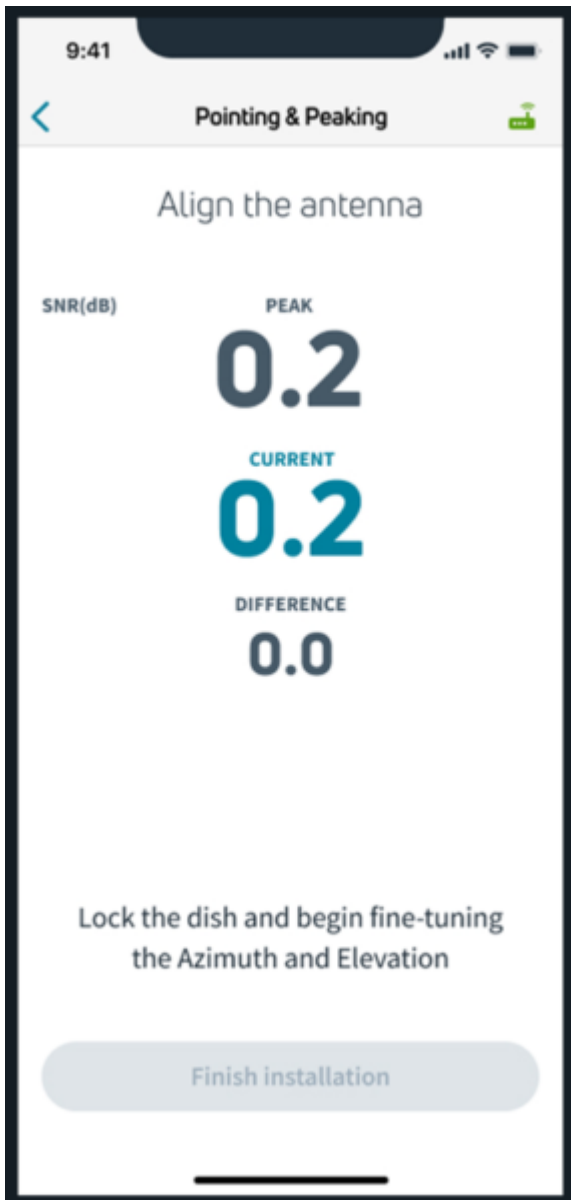 9:41
Pointing & Peaking
Align the antenna
SNR(dB)
PEAK
0.2
CURRENT
0.2
DIFFERENCE
0.0
Lock the dish and begin fine-tuning
the Azimuth and Elevation
Finish installation